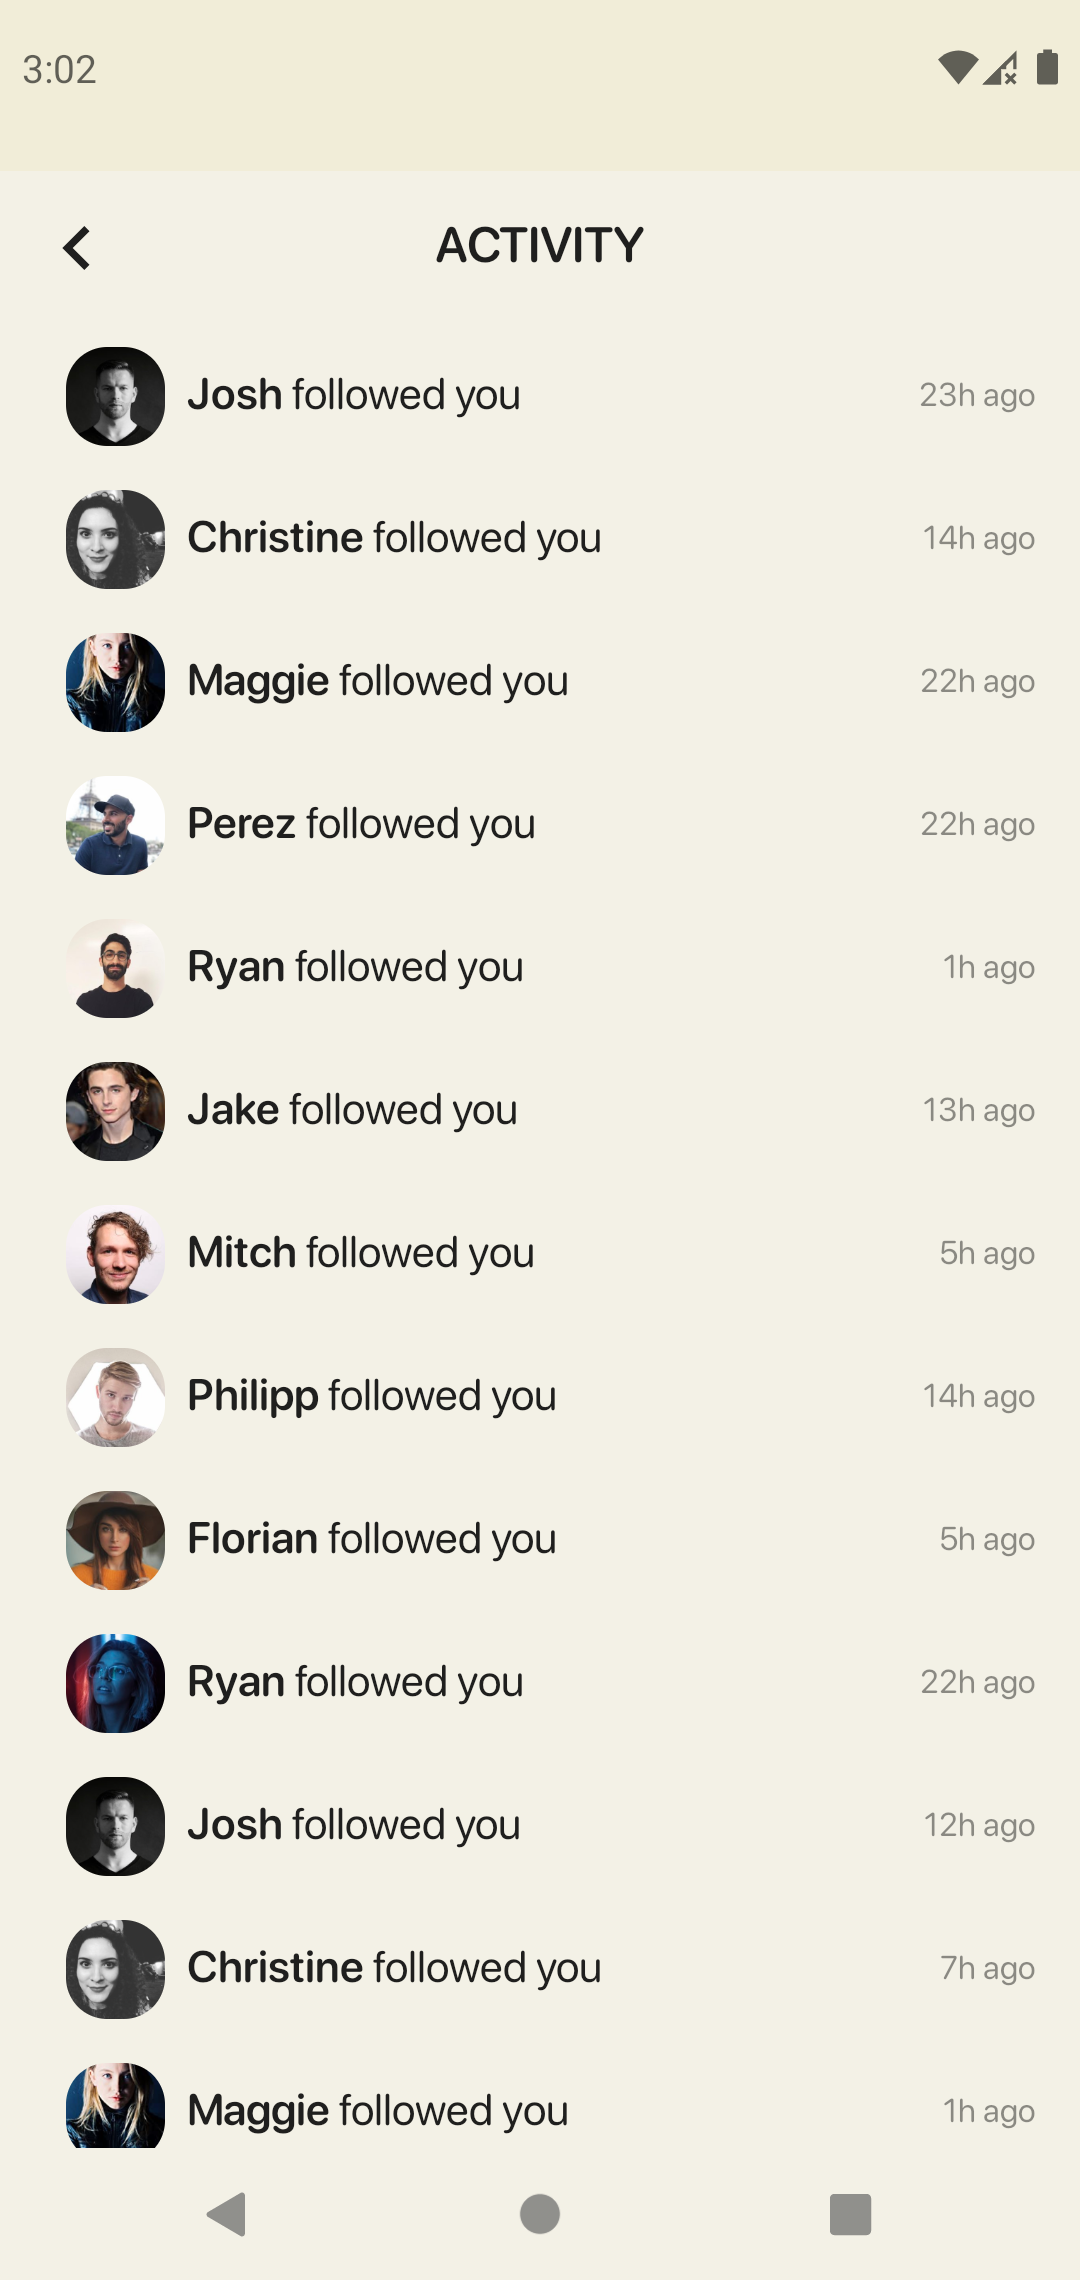 3:02
ACTIVITY
Josh followed you 23h ago
Christine followed you 14h ago
Maggie followed you 22h ago
Perez followed you 22h ago
Ryan followed you 1h ago
Jake followed you 13h ago
Mitch followed you 5h ago
Philipp followed you 14h ago
Florian followed you 5h ago
Ryan followed you 22h ago
Josh followed you 12h ago
Christine followed you 7h ago
Maggie followed you 1h ago